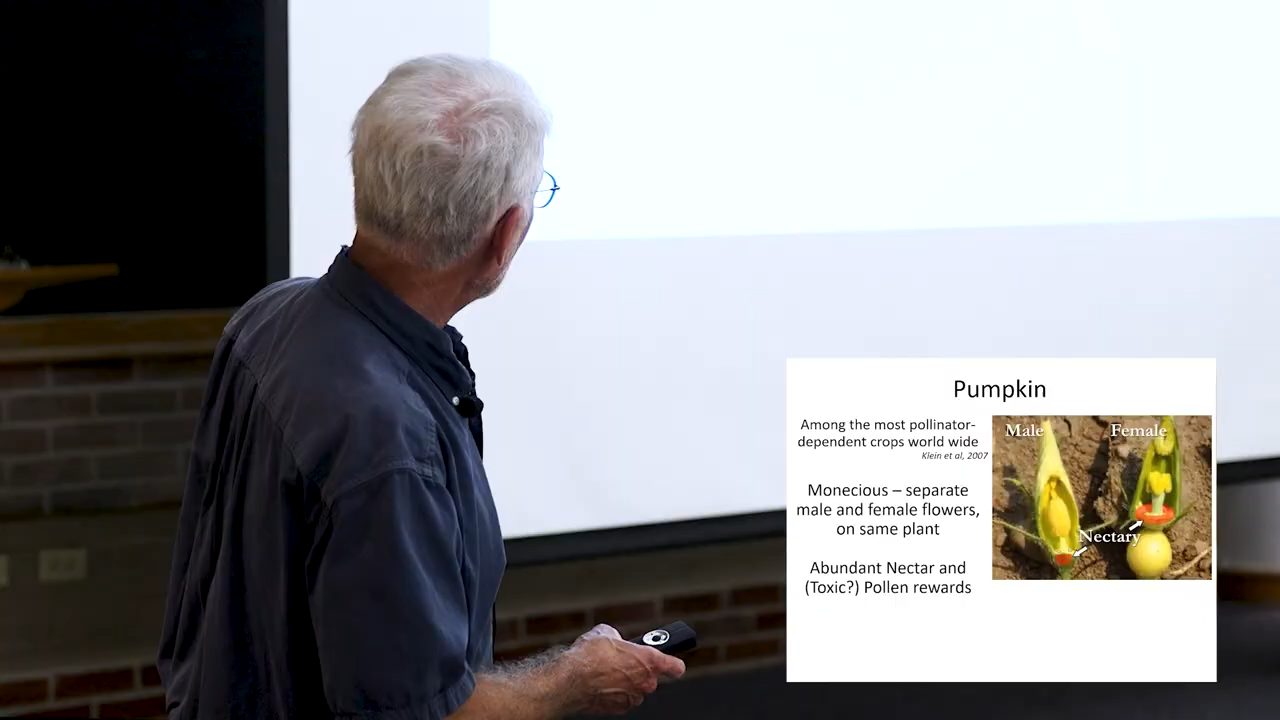 Pumpkin
Among the most pollinator-
dependent crops world wide
Klein et al, 2007
Monecious – separate
male and female flowers,
on same plant
Abundant Nectar and
(Toxic?) Pollen rewards
Male
Female
Nectary